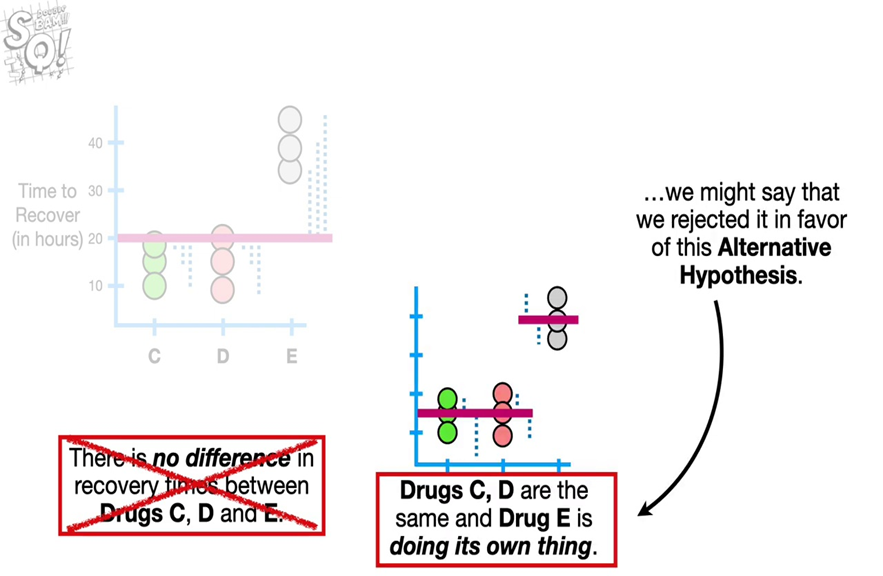 DOUBLE
BAM!!!
S
Q!
Time to
Recover
(in hours)
40
30
20
10
C D E
There is no difference in
recovery times between
Drugs C, D and E.
Drugs C, D are the
same and Drug E is
doing its own thing.
…we might say that
we rejected it in favor
of this Alternative
Hypothesis.